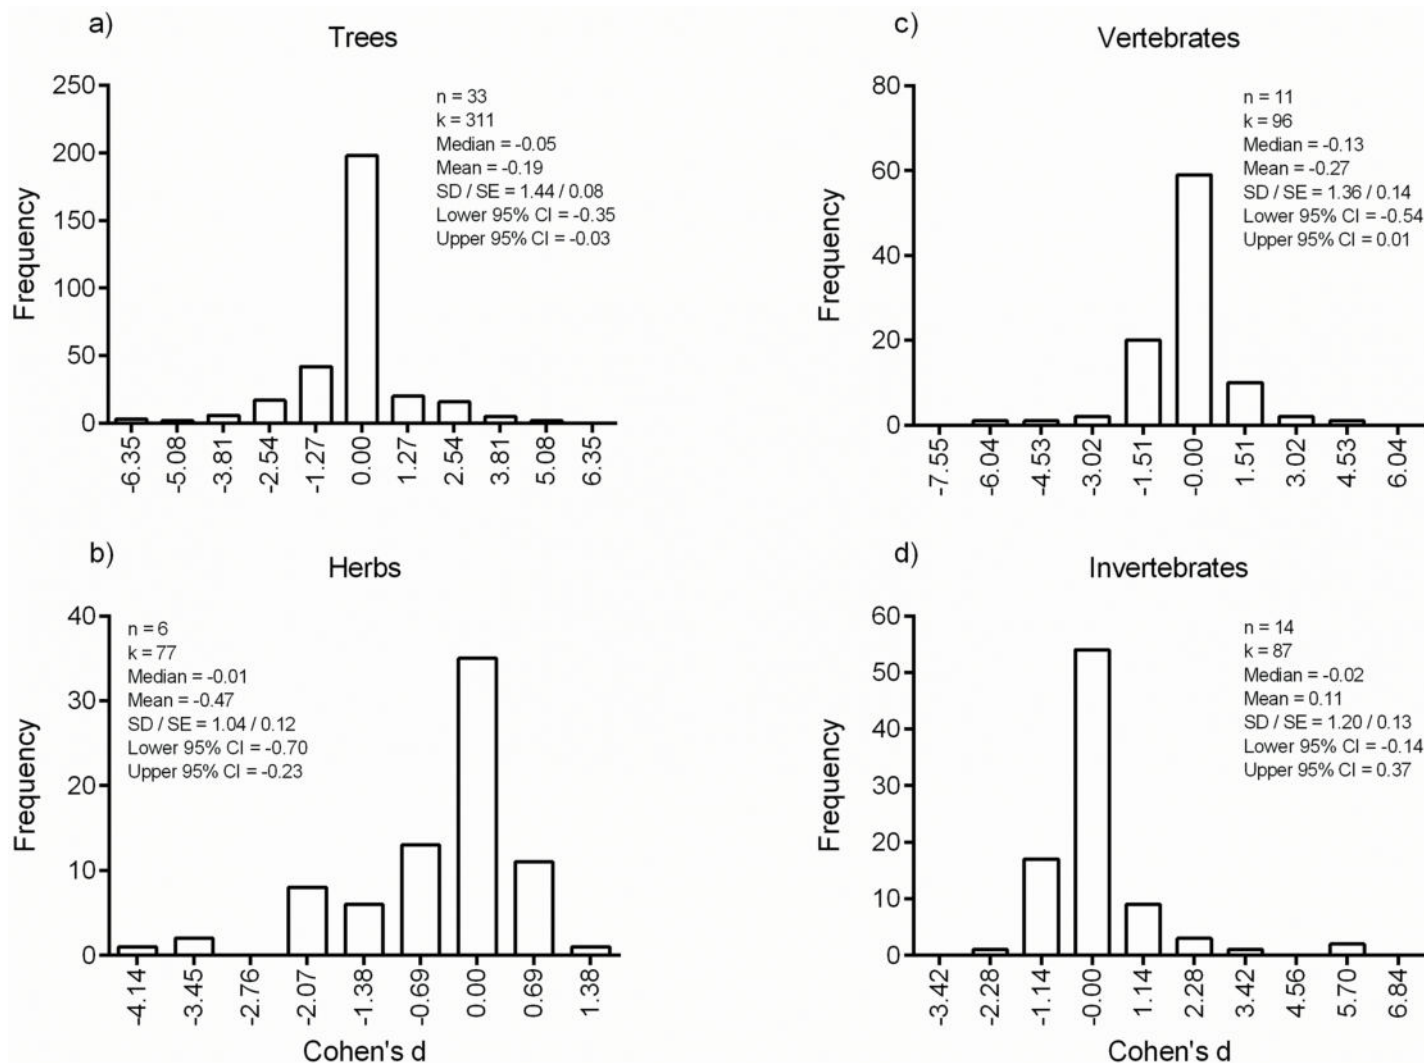 a)
Trees
250
200
150
100
50
0
Frequency
n = 33
k = 311
Median = -0.05
Mean = -0.19
SD / SE = 1.44 / 0.08
Lower 95% CI = -0.35
Upper 95% CI = -0.03
-6.35
-5.08
-3.81
-2.54
-1.27
0.00
1.27
2.54
3.81
5.08
6.35
b)
Herbs
40
30
20
10
0
Frequency
n = 6
k = 77
Median = -0.01
Mean = -0.47
SD / SE = 1.04 / 0.12
Lower 95% CI = -0.70
Upper 95% CI = -0.23
-4.14
-3.45
-2.76
-2.07
-1.38
-0.69
0.00
0.69
1.38
Cohen's d
c)
Vertebrates
80
60
40
20
0
Frequency
n = 11
k = 96
Median = -0.13
Mean = -0.27
SD / SE = 1.36 / 0.14
Lower 95% CI = -0.54
Upper 95% CI = 0.01
-7.55
-6.04
-4.53
-3.02
-1.51
-0.00
1.51
3.02
4.53
6.04
d)
Invertebrates
60
50
40
30
20
10
0
Frequency
n = 14
k = 87
Median = -0.02
Mean = 0.11
SD / SE = 1.20 / 0.13
Lower 95% CI = -0.14
Upper 95% CI = 0.37
-3.42
-2.28
-1.14
-0.00
1.14
2.28
3.42
4.56
5.70
6.84
Cohen's d